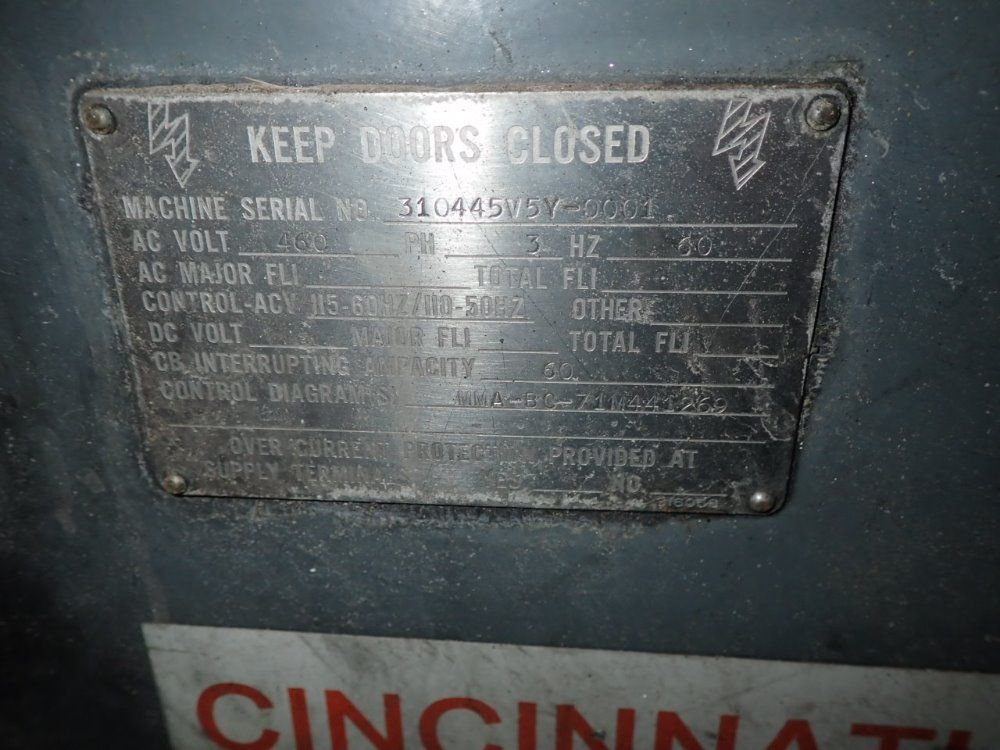 KEEP DOORS CLOSED
MACHINE SERIAL NO. 310445V5Y-0001
AC VOLT 460 PH 3 HZ 60
AC MAJOR FLI TOTAL FLI
CONTROL-ACV 115-60HZ/110-50HZ OTHER
DC VOLT MAJOR FLI TOTAL FLI
CB INTERRUPTING AMPACITY 60
CONTROL DIAGRAM(S)
OVER CURRENT PROTECTION PROVIDED AT
SUPPLY TERMINALS YES NO
CINCINNATI